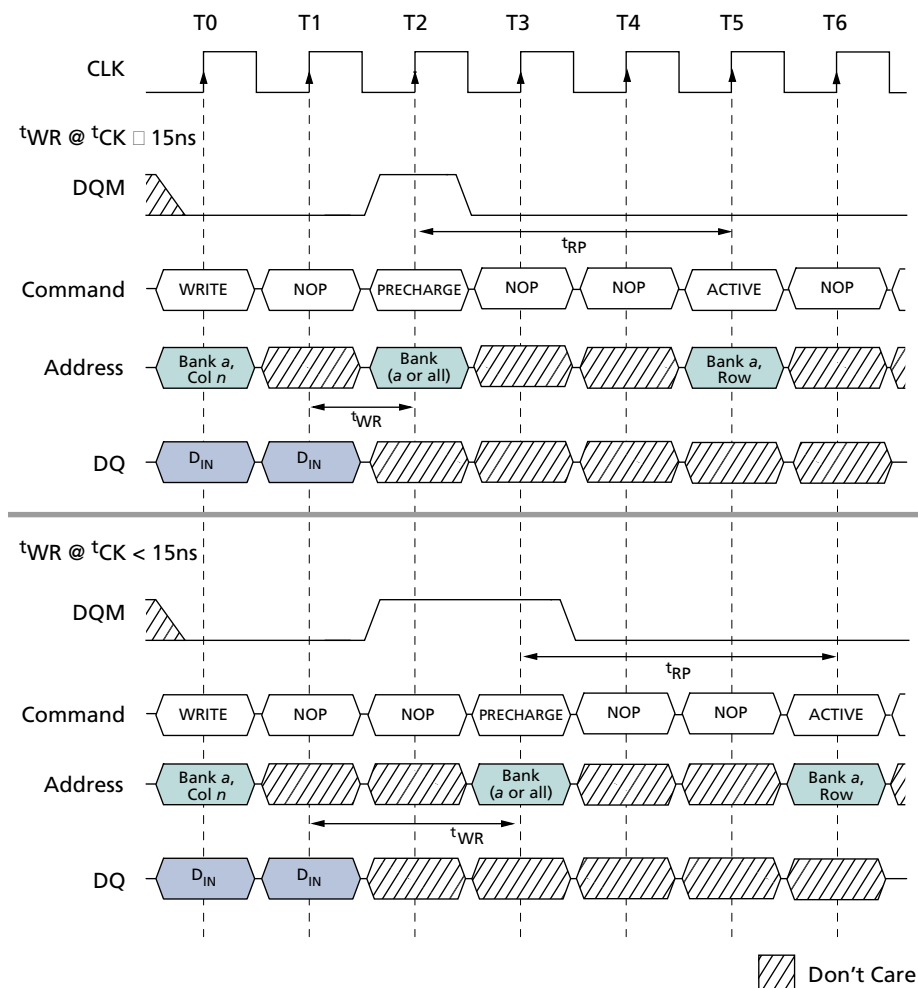 T0 T1 T2 T3 T4 T5 T6
CLK
tWR @ tCK □ 15ns
DQM
tRP
Command WRITE NOP PRECHARGE NOP NOP ACTIVE NOP
Address Bank a, Col n Bank (a or all) Bank a, Row
tWR
DQ DIN DIN
tWR @ tCK < 15ns
DQM
tRP
Command WRITE NOP NOP PRECHARGE NOP NOP ACTIVE
Address Bank a, Col n Bank (a or all) Bank a, Row
tWR
DQ DIN DIN
Don't Care